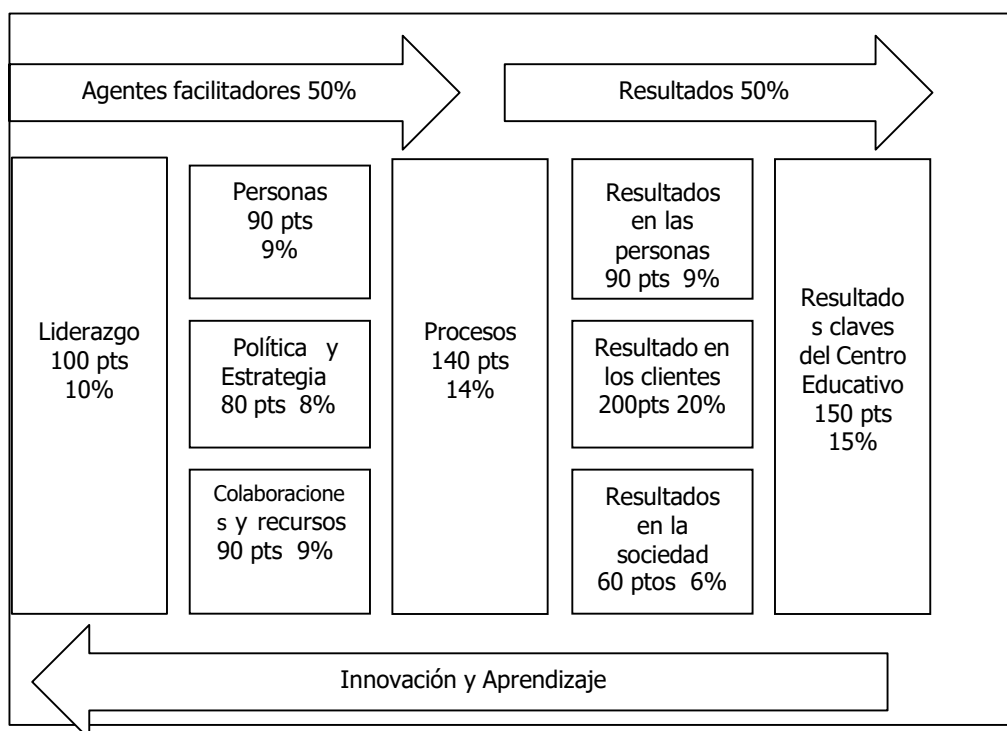 Agentes facilitadores 50%
Resultados 50%
Liderazgo
100 pts
10%
Personas
90 pts
9%
Política y
Estrategia
80 pts 8%
Colaboracione
s y recursos
90 pts 9%
Procesos
140 pts
14%
Resultados
en las
personas
90 pts 9%
Resultado en
los clientes
200pts 20%
Resultados
en la
sociedad
60 ptos 6%
Resultado
s claves
del Centro
Educativo
150 pts
15%
Innovación y Aprendizaje